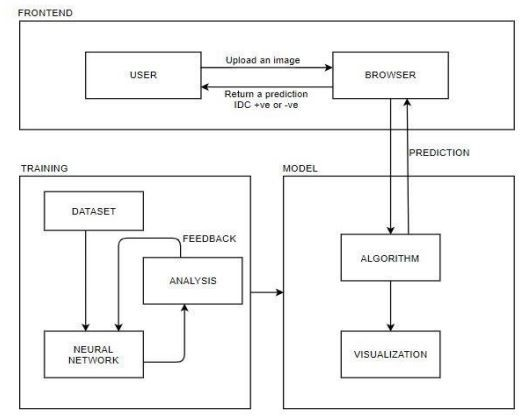 FRONTEND
USER
Upload an image
Return a prediction
IDC +ve or -ve
BROWSER
PREDICTION
TRAINING
DATASET
FEEDBACK
ANALYSIS
NEURAL
NETWORK
MODEL
ALGORITHM
VISUALIZATION